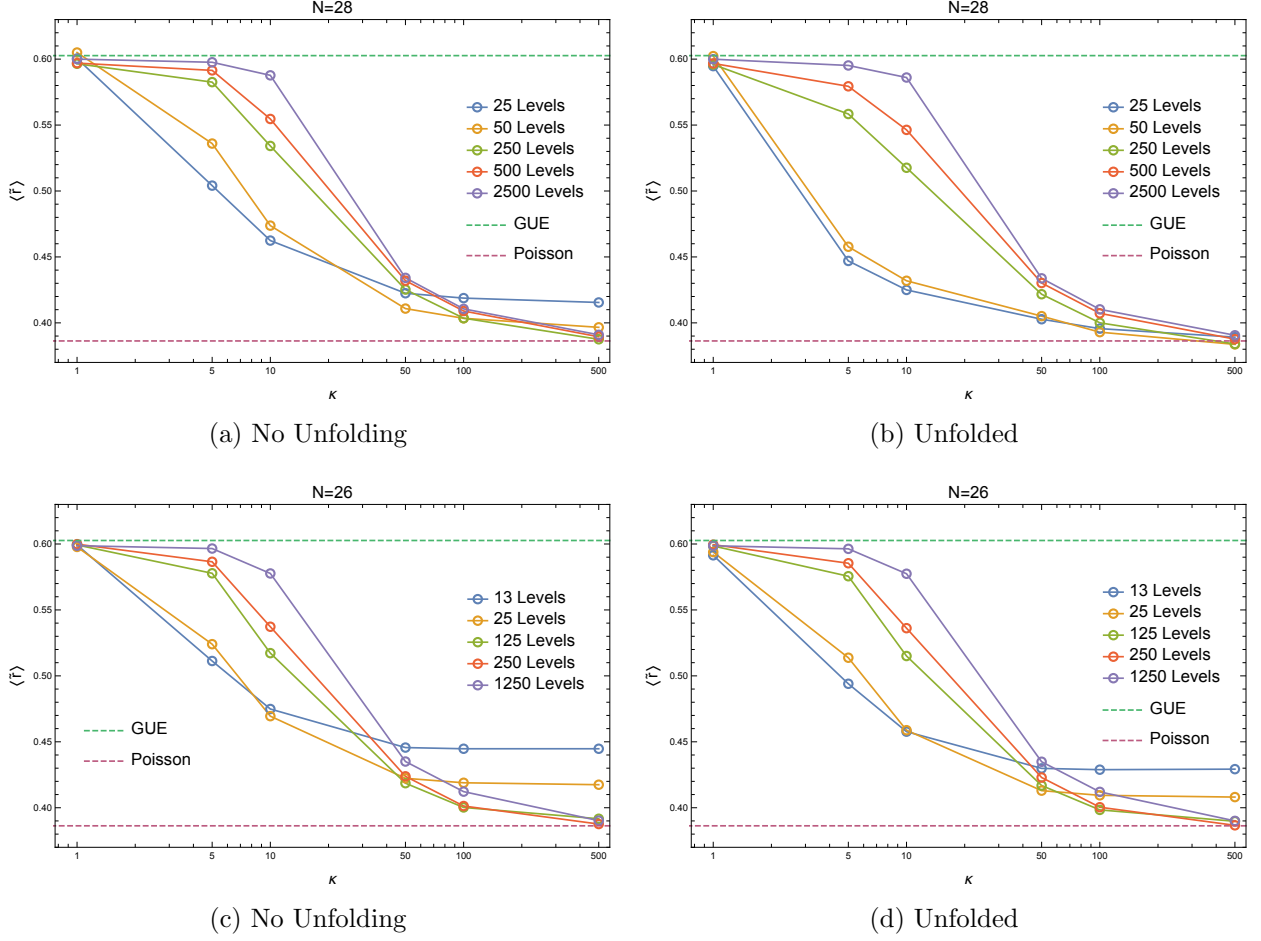 N=28
0.60
0.55
0.50
0.45
0.40
⟨r̃⟩
25 Levels
50 Levels
250 Levels
500 Levels
2500 Levels
GUE
Poisson
1 5 10 50 100 500
κ
(a) No Unfolding
N=28
0.60
0.55
0.50
0.45
0.40
⟨r̃⟩
25 Levels
50 Levels
250 Levels
500 Levels
2500 Levels
GUE
Poisson
1 5 10 50 100 500
κ
(b) Unfolded
N=26
0.60
0.55
0.50
0.45
0.40
⟨r̃⟩
13 Levels
25 Levels
125 Levels
250 Levels
1250 Levels
GUE
Poisson
1 5 10 50 100 500
κ
(c) No Unfolding
N=26
0.60
0.55
0.50
0.45
0.40
⟨r̃⟩
13 Levels
25 Levels
125 Levels
250 Levels
1250 Levels
GUE
Poisson
1 5 10 50 100 500
κ
(d) Unfolded